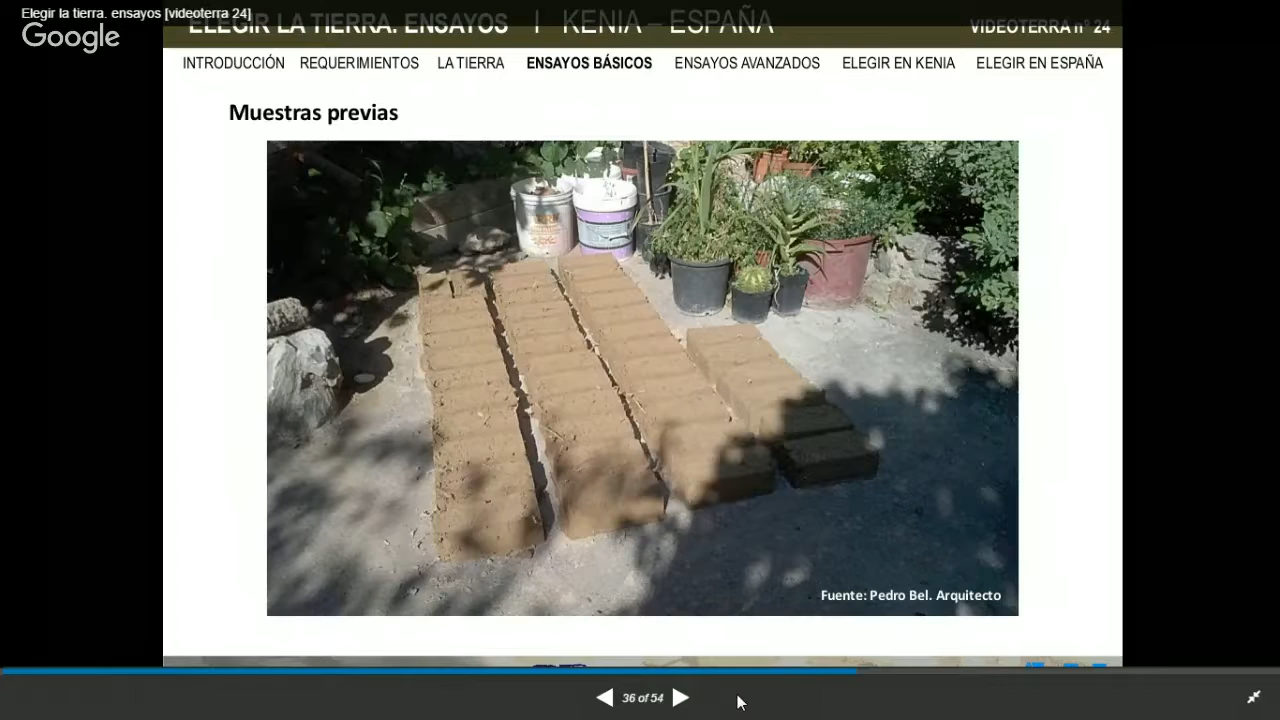 Elegir la tierra. ensayos [videoterra 24]
Google
ELEGIR LA TIERRA. ENSAYOS | KENIA – ESPAÑA VIDEOTERRA nº 24
INTRODUCCIÓN REQUERIMIENTOS LA TIERRA ENSAYOS BÁSICOS ENSAYOS AVANZADOS ELEGIR EN KENIA ELEGIR EN ESPAÑA
Muestras previas
Fuente: Pedro Bel. Arquitecto
36 of 54